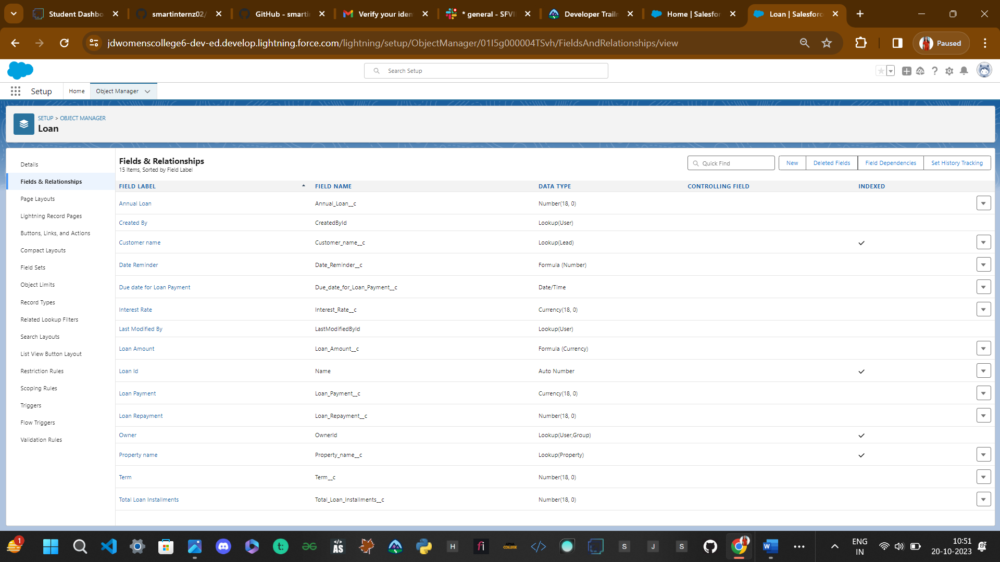 Student Dashbo
smartinternz02/
GitHub - smartin
Verify your iden
* general - SFVI
Developer Trailn
Home | Salesfor
Loan | Salesforc
jdwomenscollege6-dev-ed.develop.lightning.force.com/lightning/setup/ObjectManager/01I5g000004TSvh/FieldsAndRelationships/view
Paused
Search Setup
Setup
Home
Object Manager
SETUP > OBJECT MANAGER
Loan
Details
Fields & Relationships
Page Layouts
Lightning Record Pages
Buttons, Links, and Actions
Compact Layouts
Field Sets
Object Limits
Record Types
Related Lookup Filters
Search Layouts
List View Button Layout
Restriction Rules
Scoping Rules
Triggers
Flow Triggers
Validation Rules
Fields & Relationships
15 Items, Sorted by Field Label
Quick Find
New
Deleted Fields
Field Dependencies
Set History Tracking
FIELD LABEL FIELD NAME DATA TYPE CONTROLLING FIELD INDEXED
Annual Loan Annual_Loan__c Number(18, 0)
Created By CreatedById Lookup(User)
Customer name Customer_name__c Lookup(Lead)
Date Reminder Date_Reminder__c Formula (Number)
Due date for Loan Payment Due_date_for_Loan_Payment__c Date/Time
Interest Rate Interest_Rate__c Currency(18, 0)
Last Modified By LastModifiedById Lookup(User)
Loan Amount Loan_Amount__c Formula (Currency)
Loan Id Name Auto Number
Loan Payment Loan_Payment__c Currency(18, 0)
Loan Repayment Loan_Repayment__c Number(18, 0)
Owner OwnerId Lookup(User,Group)
Property name Property_name__c Lookup(Property)
Term Term__c Number(18, 0)
Total Loan Installments Total_Loan_Installments__c Number(18, 0)
1
t:
</>
AS
H
fi
COLLEGE
S
J
S
W
ENG
IN
10:51
20-10-2023